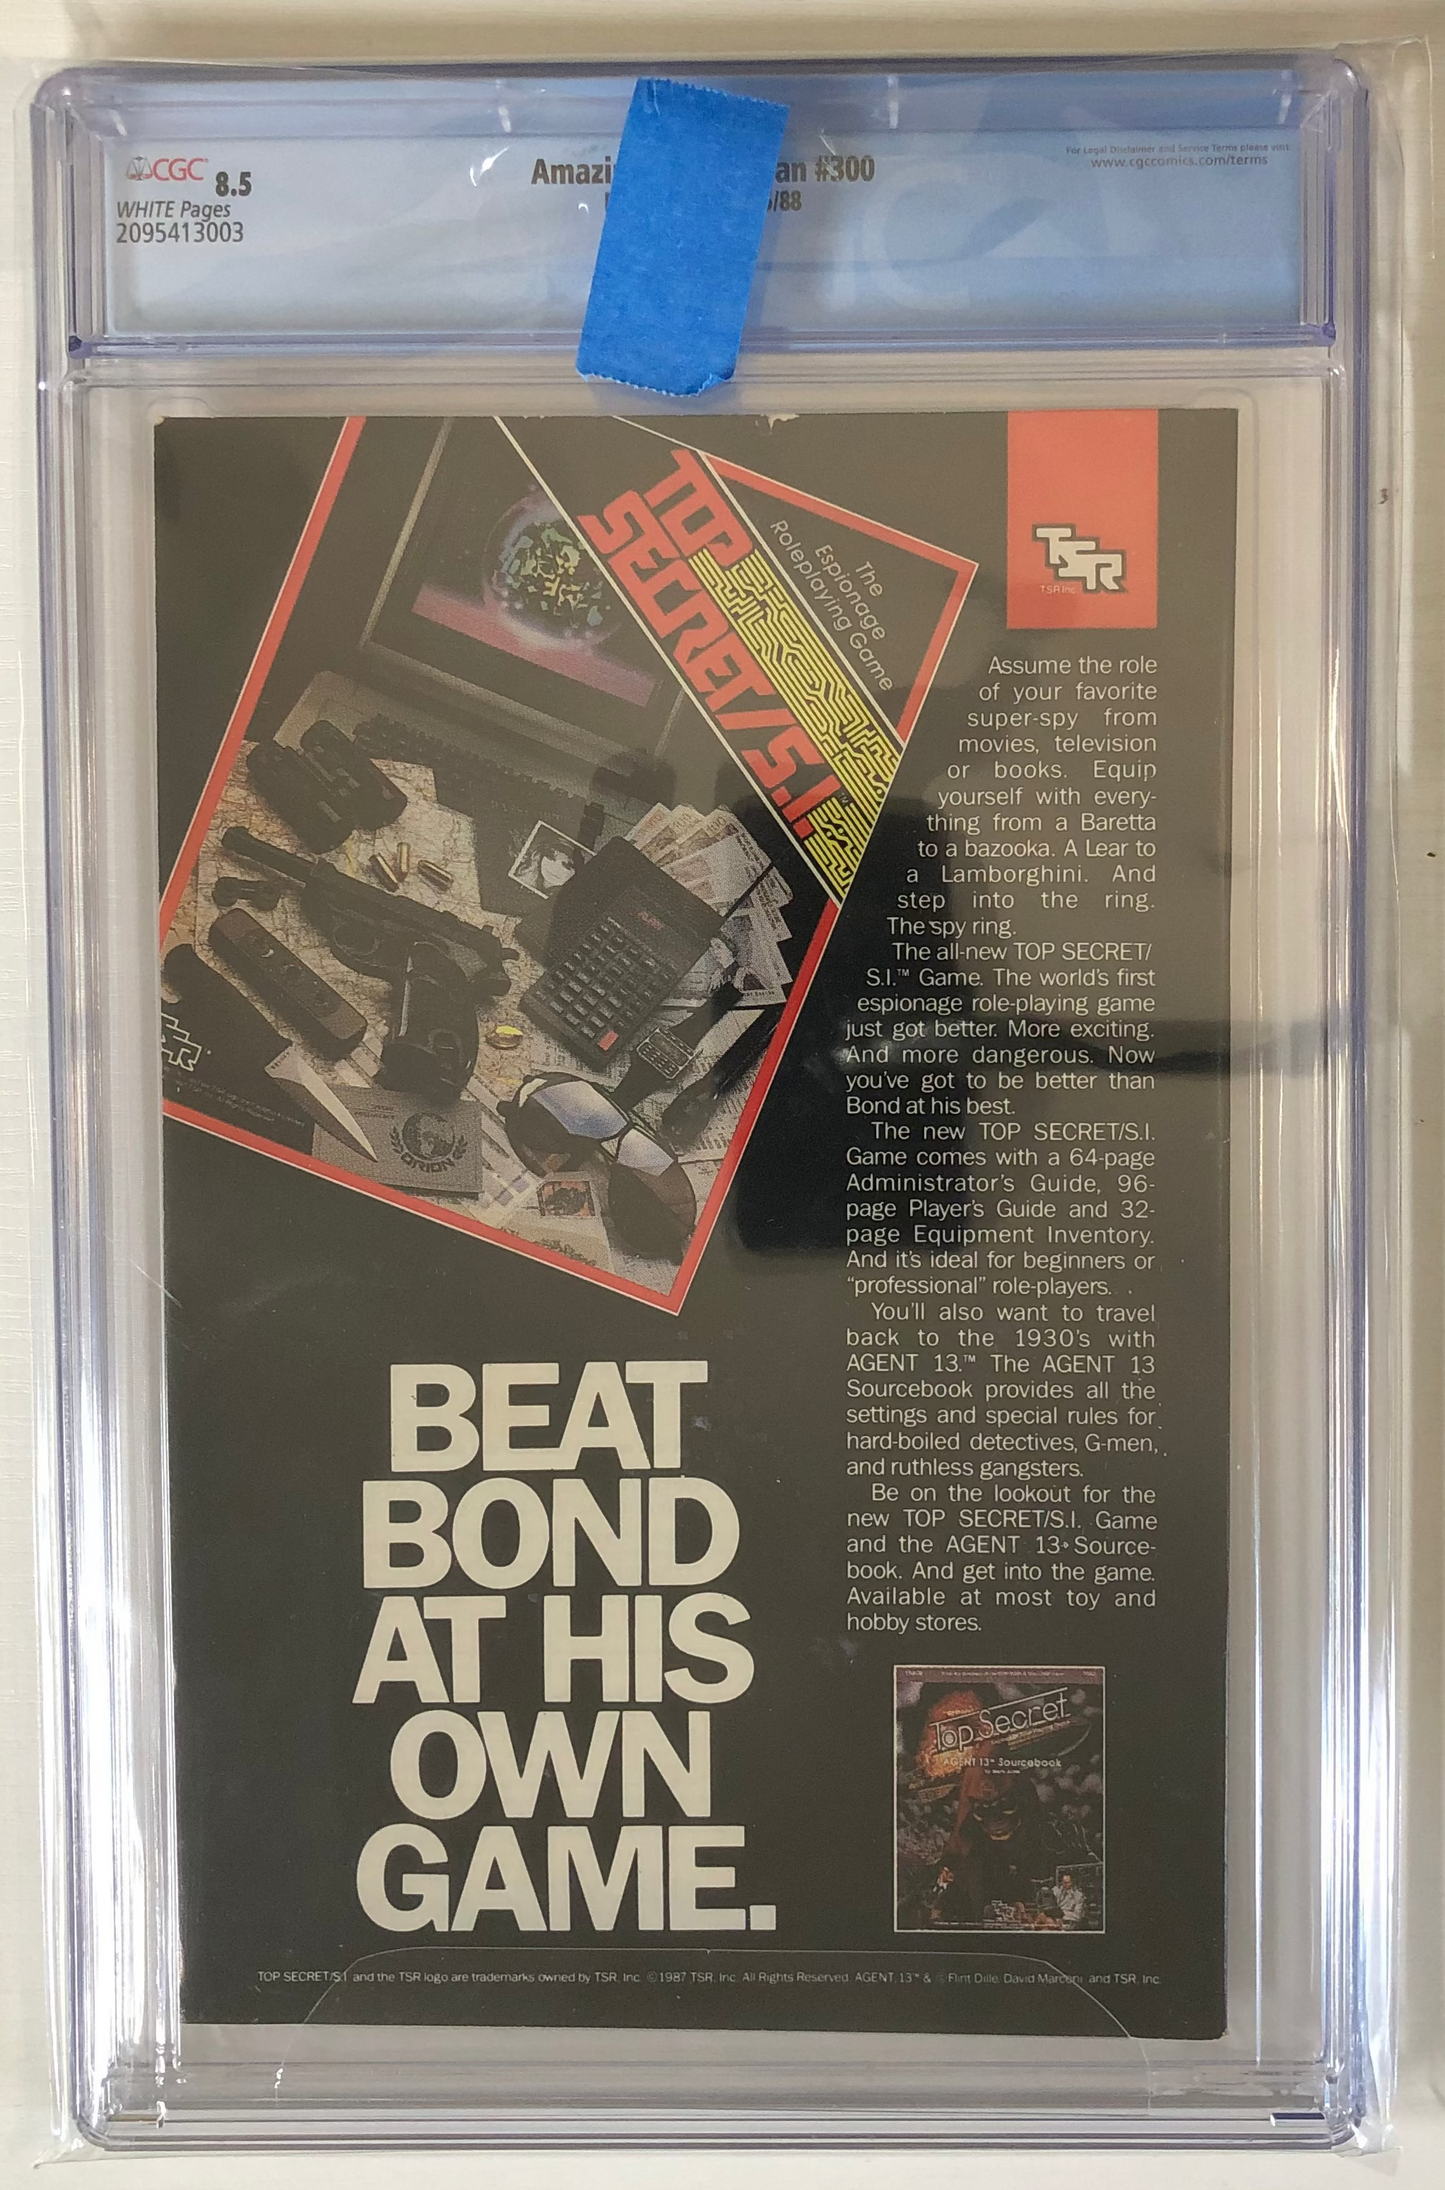 CGC 8.5
WHITE Pages
2095413003
Amazi an #300
/88
For Legal Disclaimer and Service Terms please visit
www.cgccomics.com/terms
TOP
SECRET/S.I.™
The
Espionage
Roleplaying Game
TSR
TSR Inc.
ORION
Assume the role
of your favorite
super-spy from
movies, television
or books. Equip
yourself with every-
thing from a Baretta
to a bazooka. A Lear to
a Lamborghini. And
step into the ring.
The spy ring.
The all-new TOP SECRET/
S.I.™ Game. The world's first
espionage role-playing game
just got better. More exciting.
And more dangerous. Now
you've got to be better than
Bond at his best.
The new TOP SECRET/S.I.
Game comes with a 64-page
Administrator's Guide, 96-
page Player's Guide and 32-
page Equipment Inventory.
And it's ideal for beginners or
"professional" role-players.
You'll also want to travel
back to the 1930's with
AGENT 13.™ The AGENT 13
Sourcebook provides all the
settings and special rules for
hard-boiled detectives, G-men,
and ruthless gangsters.
Be on the lookout for the
new TOP SECRET/S.I. Game
and the AGENT 13 Source-
book. And get into the game.
Available at most toy and
hobby stores.
BEAT
BOND
AT HIS
OWN
GAME.
Top Secret
AGENT 13™ Sourcebook
TOP SECRET/S.I. and the TSR logo are trademarks owned by TSR, Inc. ©1987 TSR, Inc. All Rights Reserved. AGENT 13™ & © Flint Dille, David Marconi and TSR, Inc.